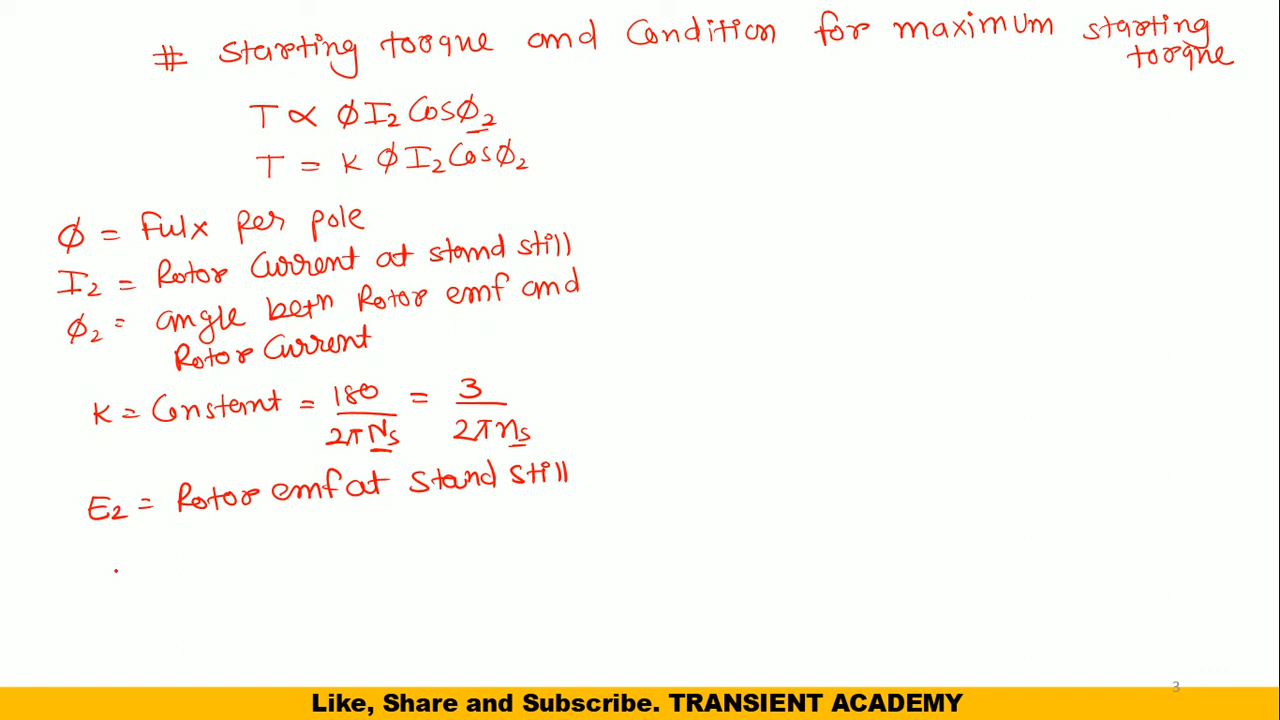 # Starting torque and Condition for maximum starting
torque
T ∝ ϕ I₂ Cosϕ₂
T = K ϕ I₂ Cosϕ₂
ϕ = Fulx per pole
I₂ = Rotor Current at stand still
ϕ₂ = angle betn Rotor emf and
Rotor Current
K = Constant = 180/2πNs = 3/2πns
E₂ = Rotor emf at stand still
3
Like, Share and Subscribe. TRANSIENT ACADEMY